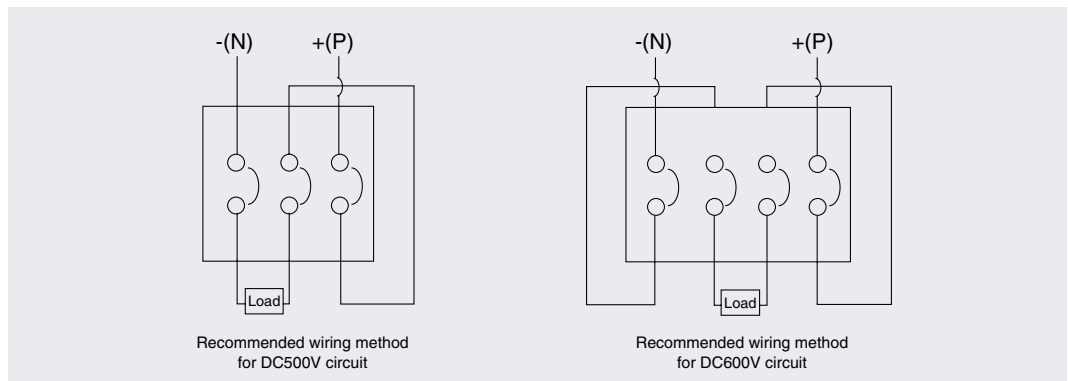 -(N) +(P)
Load
Recommended wiring method
for DC500V circuit
-(N) +(P)
Load
Recommended wiring method
for DC600V circuit